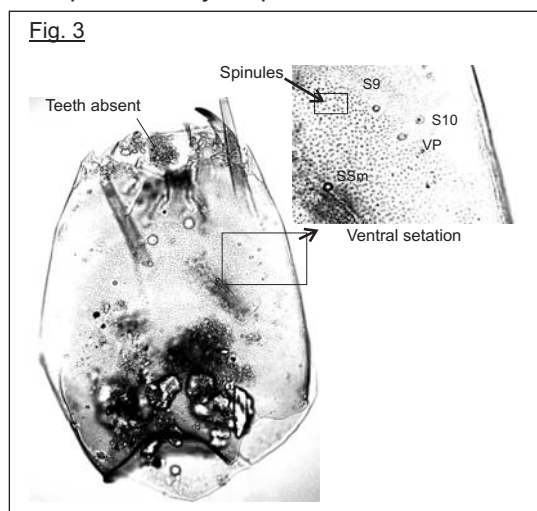 Fig. 3
Spinules
S9
Teeth absent
S10
VP
SSm
Ventral setation